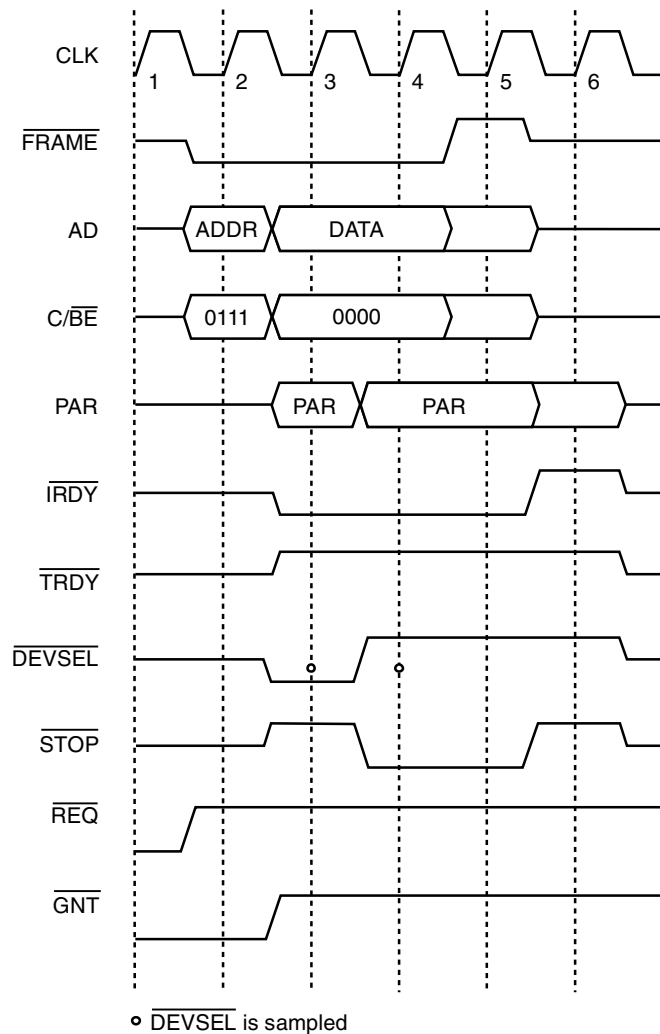 CLK
1 2 3 4 5 6
FRAME
AD ADDR DATA
C/BE 0111 0000
PAR PAR PAR
IRDY
TRDY
DEVSEL
STOP
REQ
GNT
DEVSEL is sampled